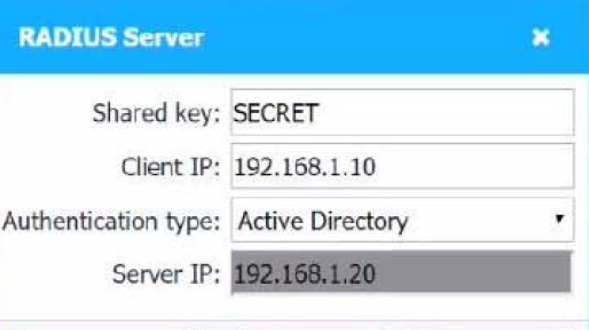 RADIUS Server
Shared key: SECRET
Client IP: 192.168.1.10
Authentication type: Active Directory
Server IP: 192.168.1.20